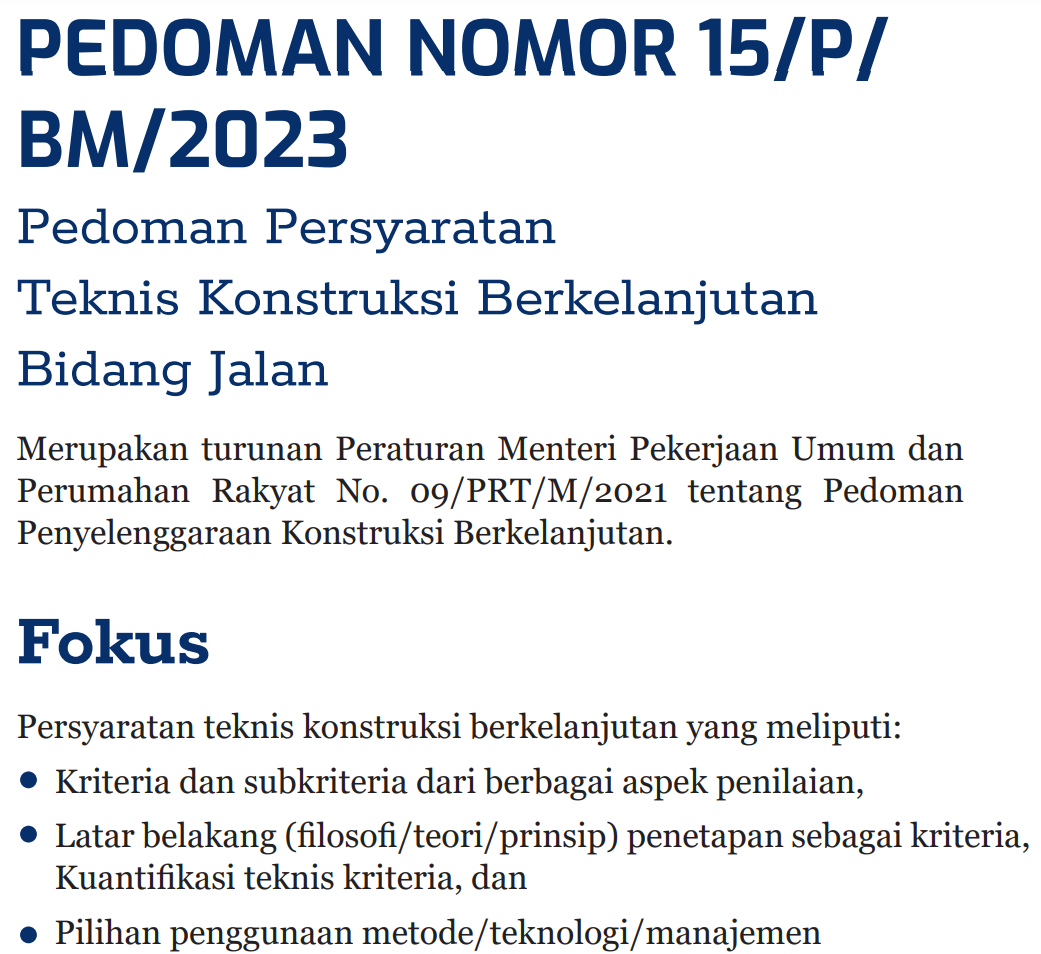 PEDOMAN NOMOR 15/P/
BM/2023
Pedoman Persyaratan
Teknis Konstruksi Berkelanjutan
Bidang Jalan
Merupakan turunan Peraturan Menteri Pekerjaan Umum dan
Perumahan Rakyat No. 09/PRT/M/2021 tentang Pedoman
Penyelenggaraan Konstruksi Berkelanjutan.
Fokus
Persyaratan teknis konstruksi berkelanjutan yang meliputi:
● Kriteria dan subkriteria dari berbagai aspek penilaian,
● Latar belakang (filosofi/teori/prinsip) penetapan sebagai kriteria,
Kuantifikasi teknis kriteria, dan
● Pilihan penggunaan metode/teknologi/manajemen